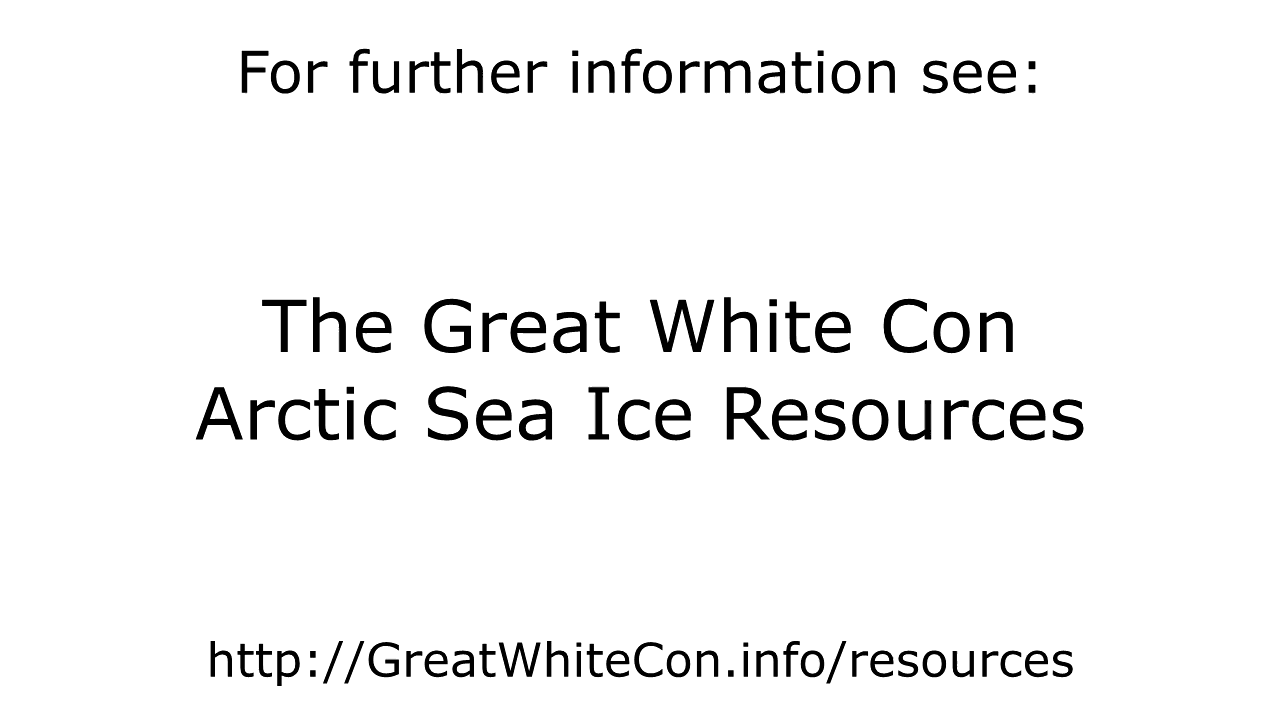 For further information see:
The Great White Con
Arctic Sea Ice Resources
http://GreatWhiteCon.info/resources